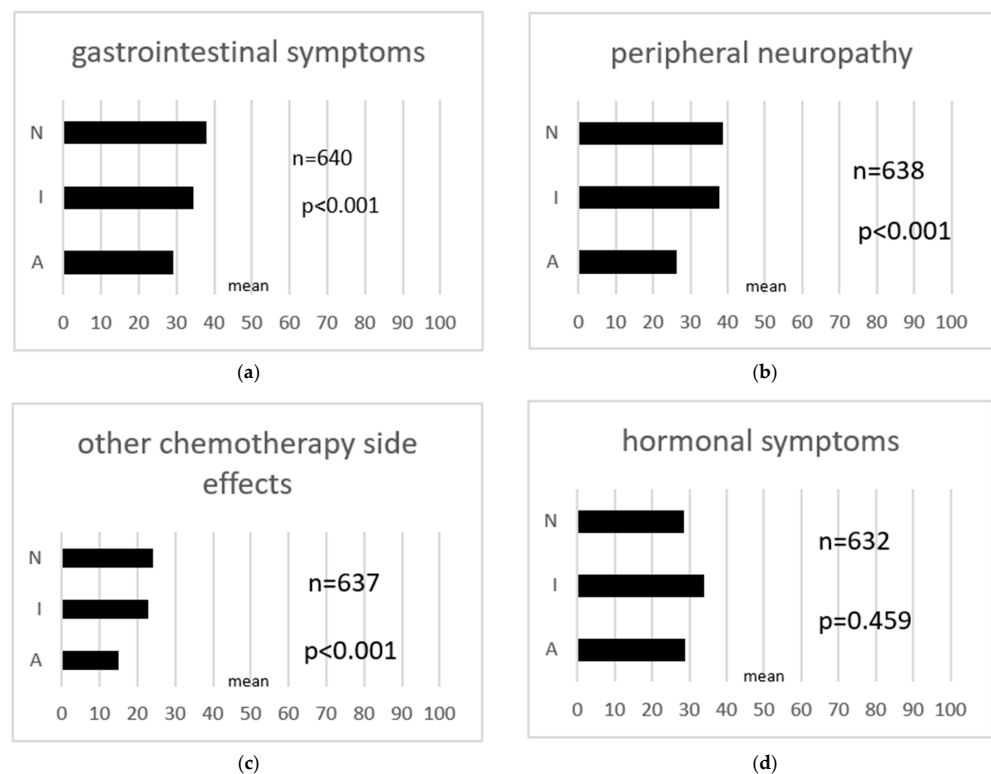 gastrointestinal symptoms
N
n=640
I
p<0.001
A
mean
0 10 20 30 40 50 60 70 80 90 100
(a)
peripheral neuropathy
N
n=638
I
p<0.001
A
mean
0 10 20 30 40 50 60 70 80 90 100
(b)
other chemotherapy side
effects
N
n=637
I
p<0.001
A
mean
0 10 20 30 40 50 60 70 80 90 100
(c)
hormonal symptoms
N
n=632
I
p=0.459
A
mean
0 10 20 30 40 50 60 70 80 90 100
(d)